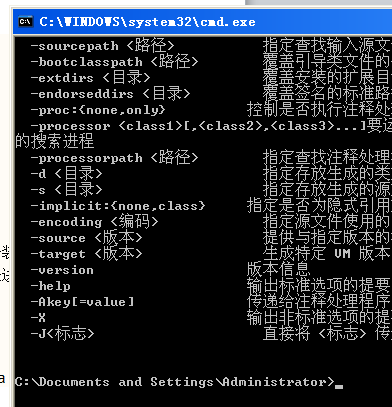 C:\WINDOWS\system32\cmd.exe
-sourcepath <路径> 指定查找输入源文
-bootclasspath <路径> 覆盖引导类文件的
-extdirs <目录> 覆盖安装的扩展目
-endorseddirs <目录> 覆盖签名的标准路
-proc:{none,only} 控制是否执行注释处
-processor <class1>[,<class2>,<class3>...]要运
的搜索进程
-processorpath <路径> 指定查找注释处理
-d <目录> 指定存放生成的类
-s <目录> 指定存放生成的源
-implicit:{none,class} 指定是否为隐式引用
-encoding <编码> 指定源文件使用的
-source <版本> 提供与指定版本的
-target <版本> 生成特定 VM 版本
-version 版本信息
-help 输出标准选项的提要
-Akey[=value] 传递给注释处理程序
-X 输出非标准选项的提
-J<标志> 直接将 <标志> 传
C:\Documents and Settings\Administrator>_